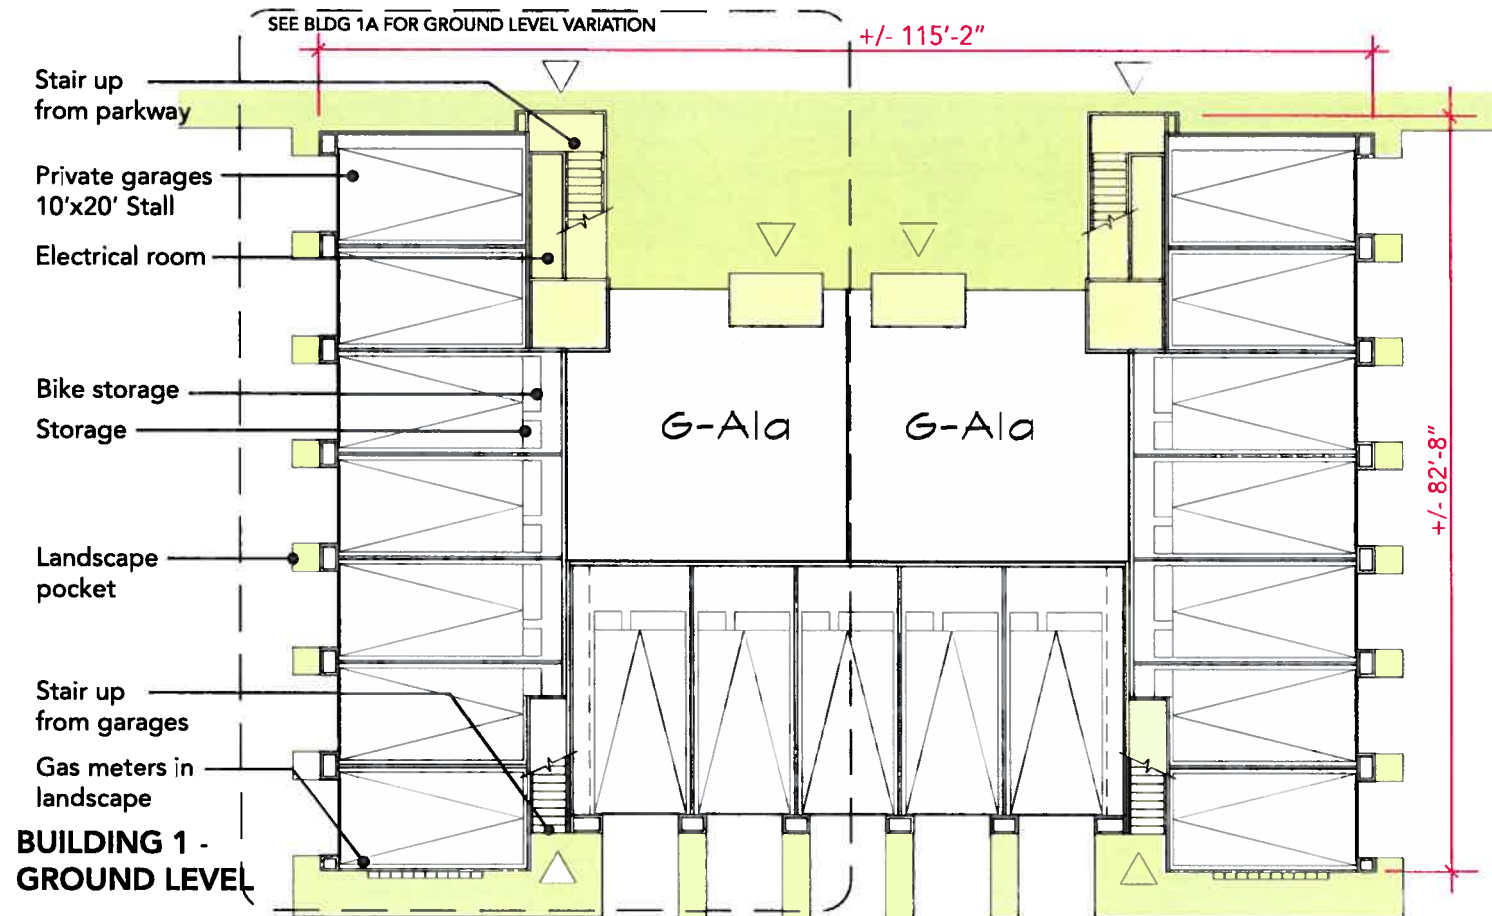 SEE BLDG 1A FOR GROUND LEVEL VARIATION
+/- 115'-2"
Stair up
from parkway
Private garages
10'x20' Stall
Electrical room
Bike storage
Storage
G-A1a
G-A1a
+/- 82'-8"
Landscape
pocket
Stair up
from garages
Gas meters in
landscape
BUILDING 1 -
GROUND LEVEL